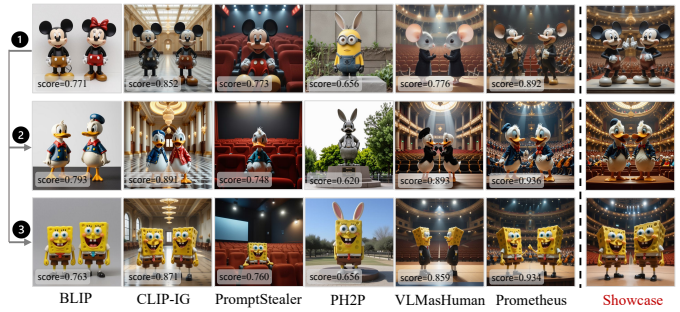 1
score=0.771 score=0.852 score=0.773 score=0.656 score=0.776 score=0.892
2
score=0.793 score=0.891 score=0.748 score=0.620 score=0.893 score=0.936
3
score=0.763 score=0.871 score=0.760 score=0.656 score=0.859 score=0.934
BLIP CLIP-IG PromptStealer PH2P VLMasHuman Prometheus Showcase